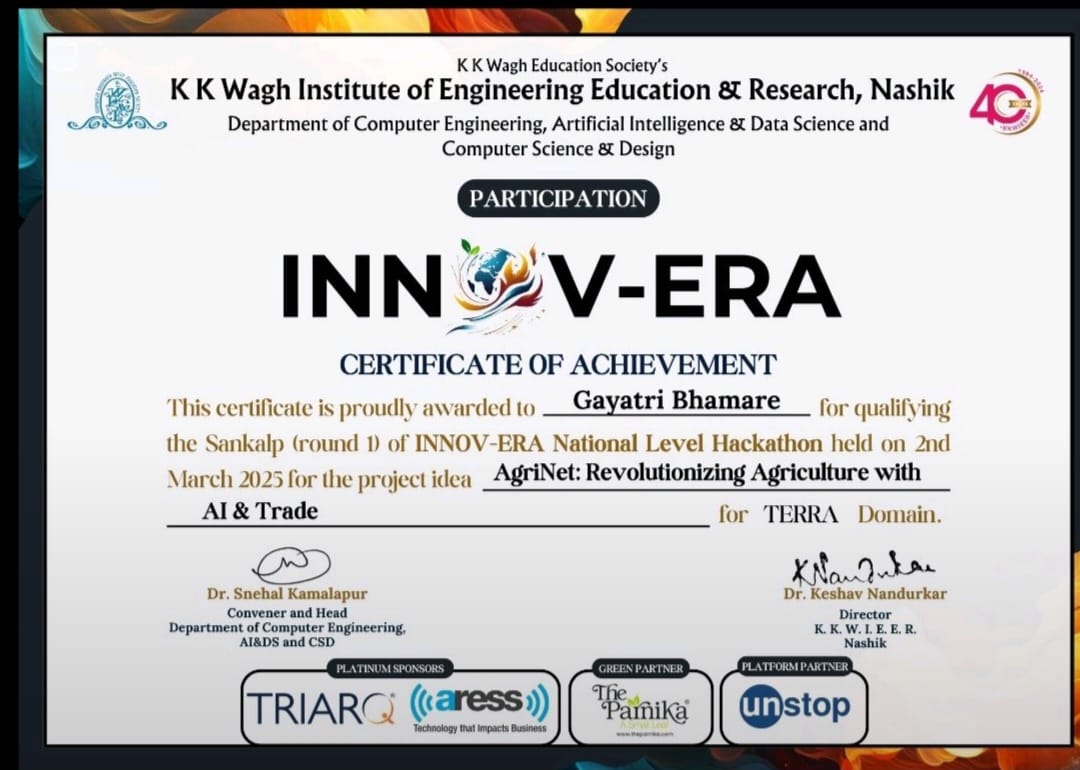 K K Wagh Education Society's
K K Wagh Institute of Engineering Education & Research, Nashik
Department of Computer Engineering, Artificial Intelligence & Data Science and
Computer Science & Design
PARTICIPATION
INNOV-ERA
CERTIFICATE OF ACHIEVEMENT
This certificate is proudly awarded to Gayatri Bhamare for qualifying
the Sankalp (round 1) of INNOV-ERA National Level Hackathon held on 2nd
March 2025 for the project idea AgriNet: Revolutionizing Agriculture with
AI & Trade for TERRA Domain.
Dr. Snehal Kamalapur
Convener and Head
Department of Computer Engineering,
AI&DS and CSD
Dr. Keshav Nandurkar
Director
K. K. W. I. E. E. R.
Nashik
PLATINUM SPONSORS
TRIARQ
aress
Technology that Impacts Business
GREEN PARTNER
The Parnika
A Small Leaf
www.theparnika.com
PLATFORM PARTNER
unstop